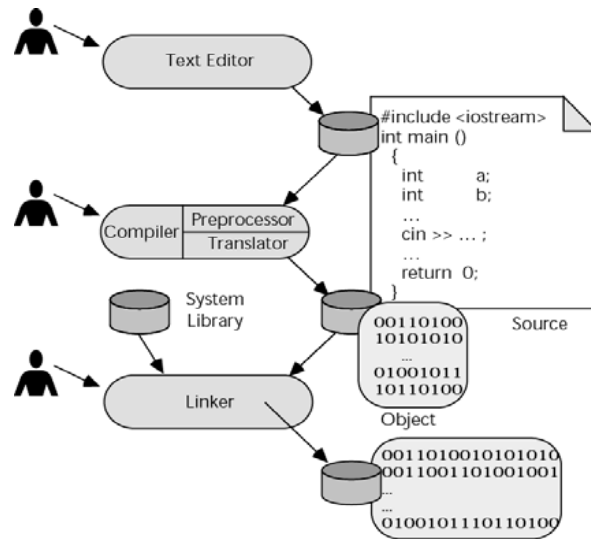 Text Editor
#include <iostream>
int main ()
{
int a;
int b;
...
cin >> ... ;
...
return 0;
}
Source
Compiler
Preprocessor
Translator
System
Library
00110100
10101010
...
01001011
10110100
Object
Linker
0011010010101010
0011001101001001
...
...
0100101110110100